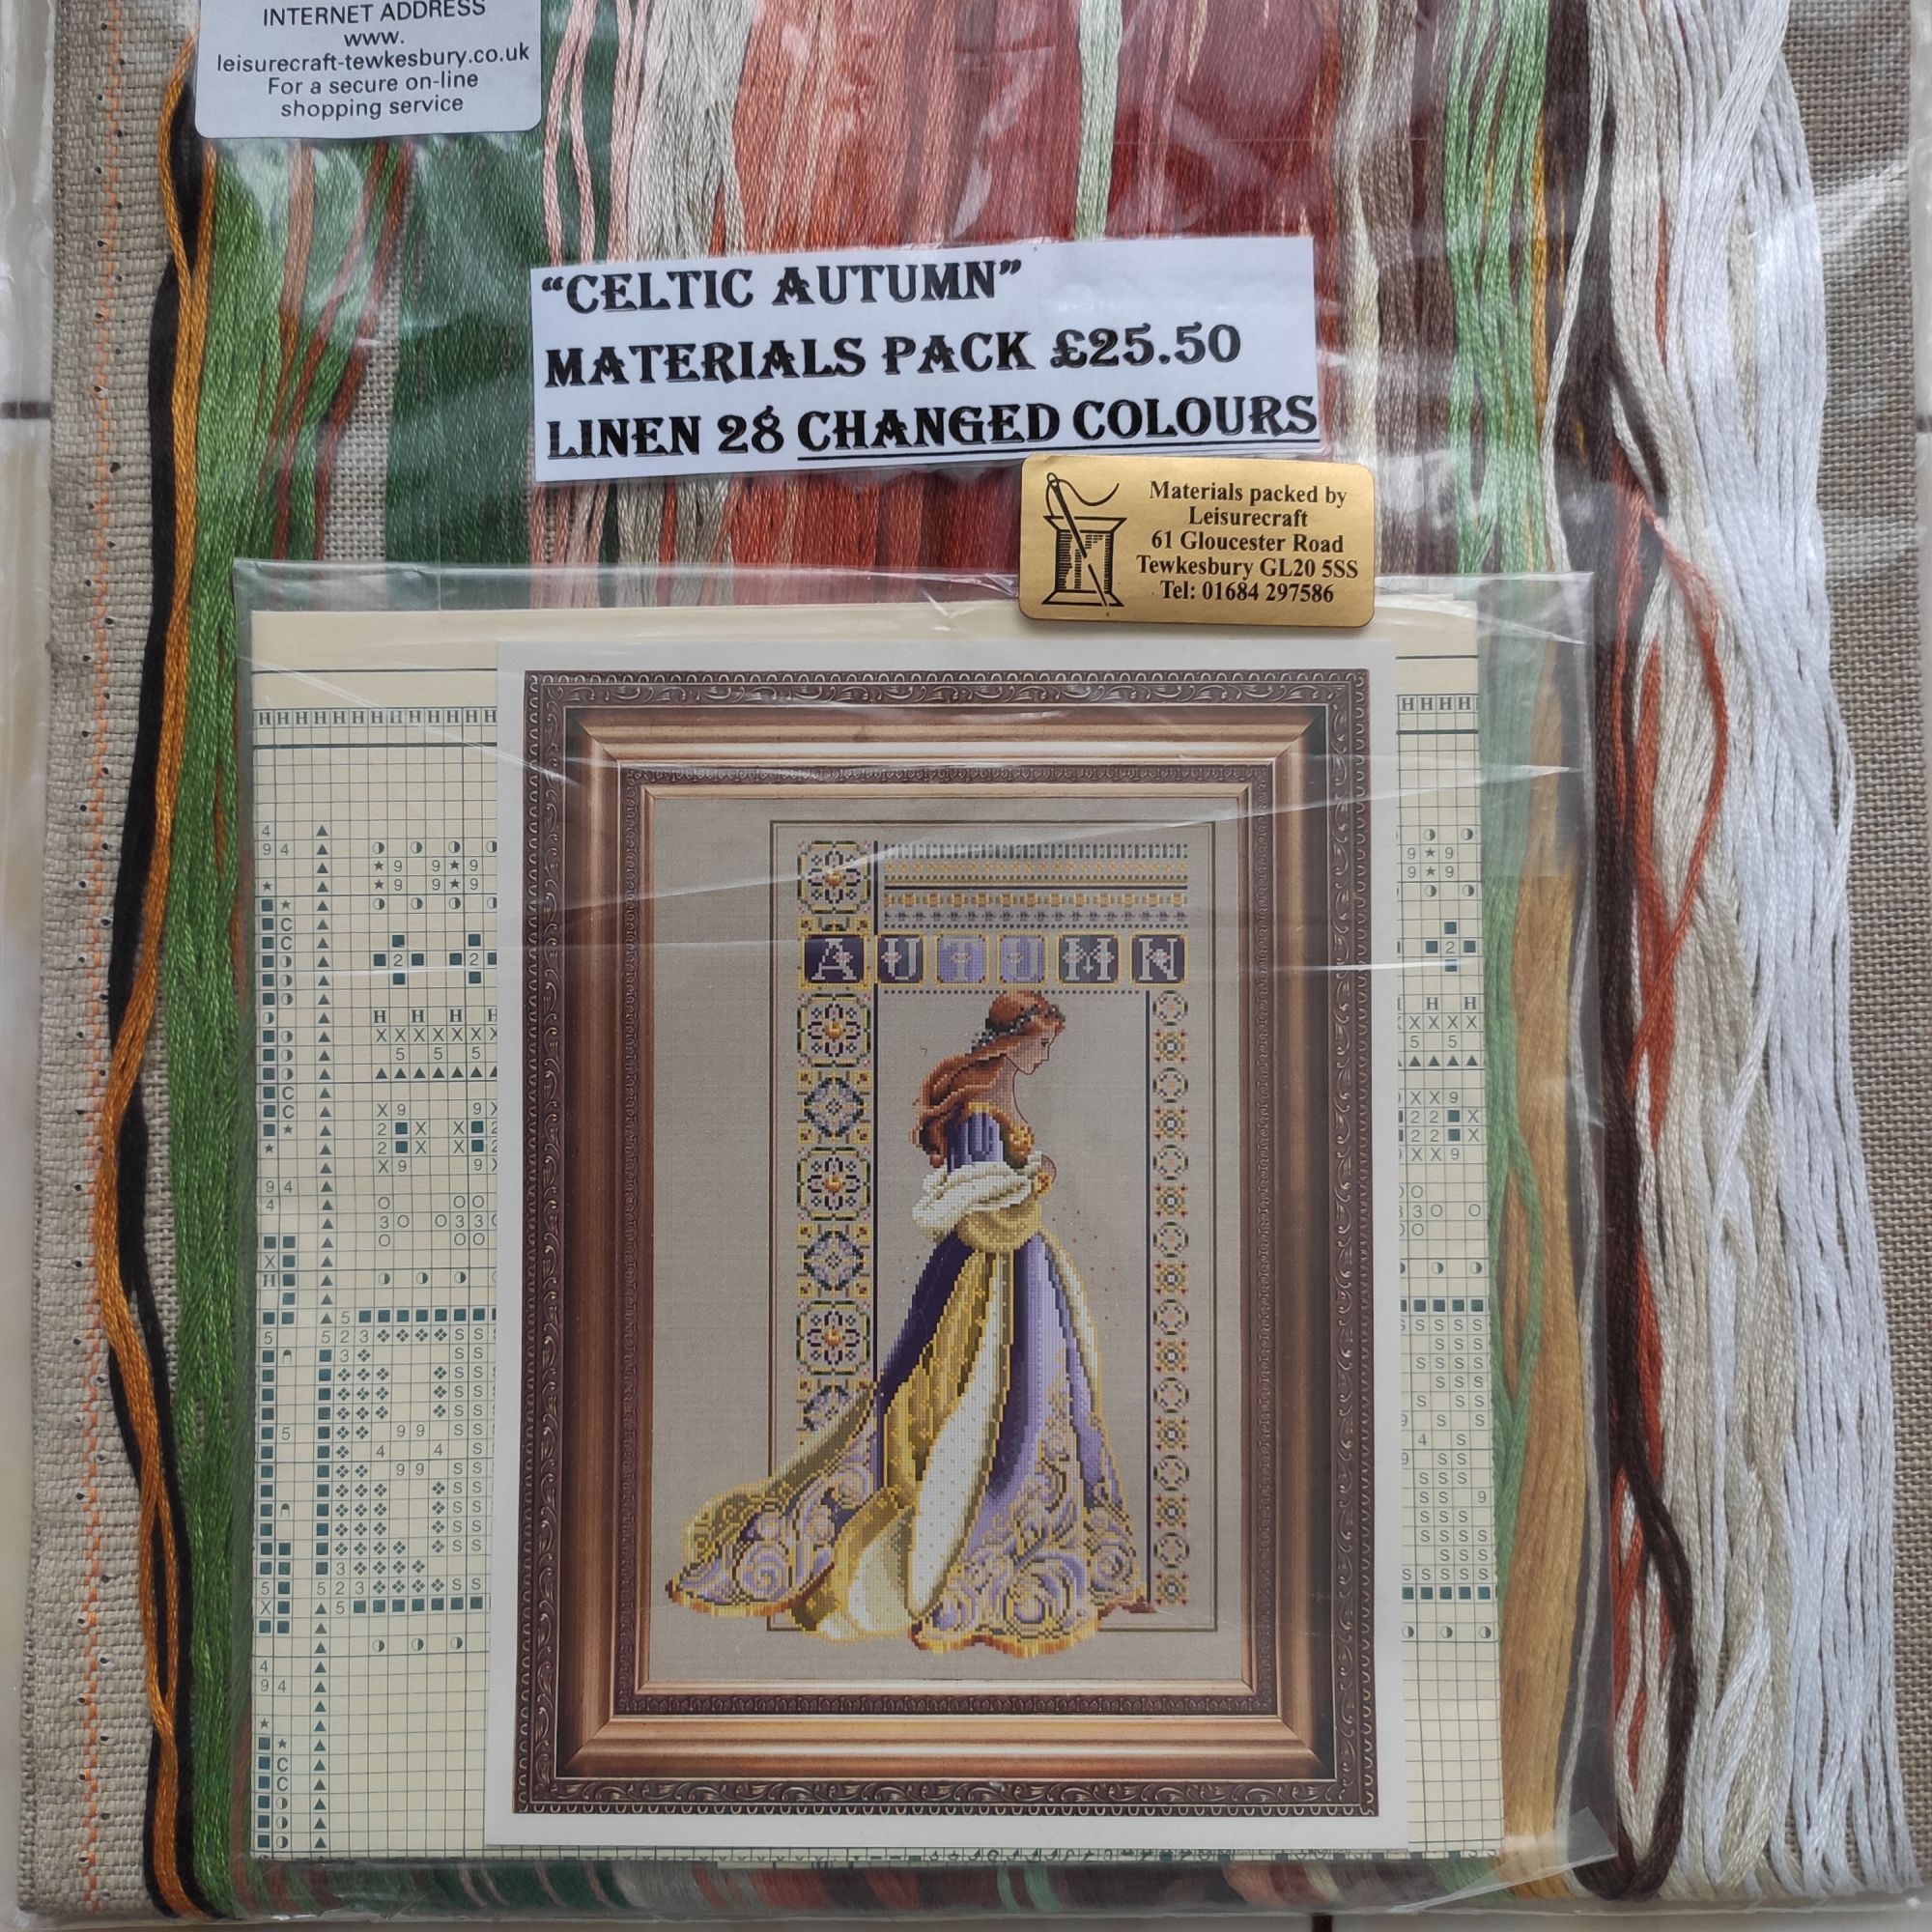 INTERNET ADDRESS
www.
leisurecraft-tewkesbury.co.uk
For a secure on-line
shopping service
“CELTIC AUTUMN”
MATERIALS PACK £25.50
LINEN 28 CHANGED COLOURS
Materials packed by
Leisurecraft
61 Gloucester Road
Tewkesbury GL20 5SS
Tel: 01684 297586
AUTUMN